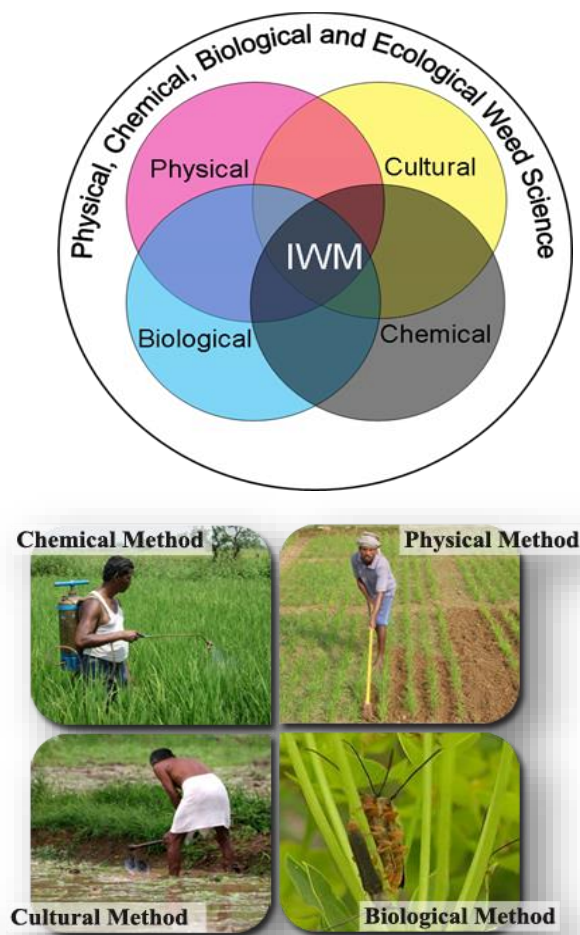 Physical, Chemical, Biological and Ecological Weed Science
Physical
Cultural
IWM
Biological
Chemical
Chemical Method
Physical Method
Cultural Method
Biological Method